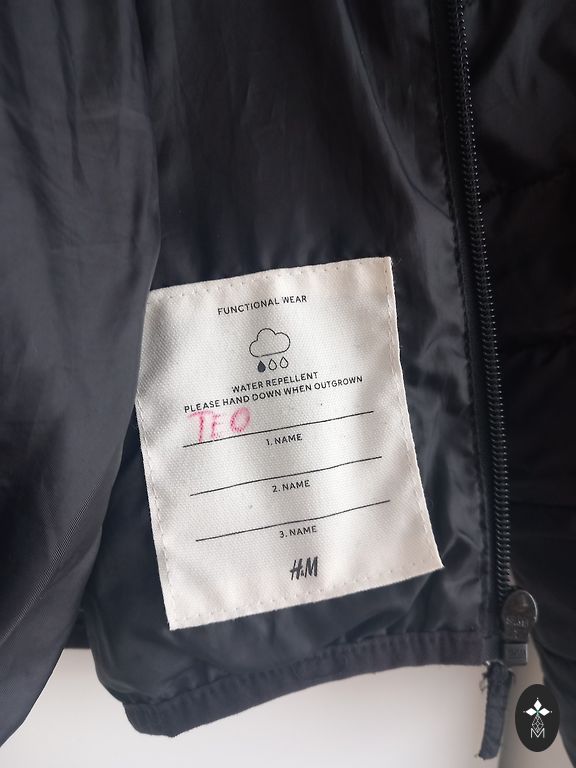 FUNCTIONAL WEAR
WATER REPELLENT
PLEASE HAND DOWN WHEN OUTGROWN
TEO
1. NAME
2. NAME
3. NAME
H&M
M